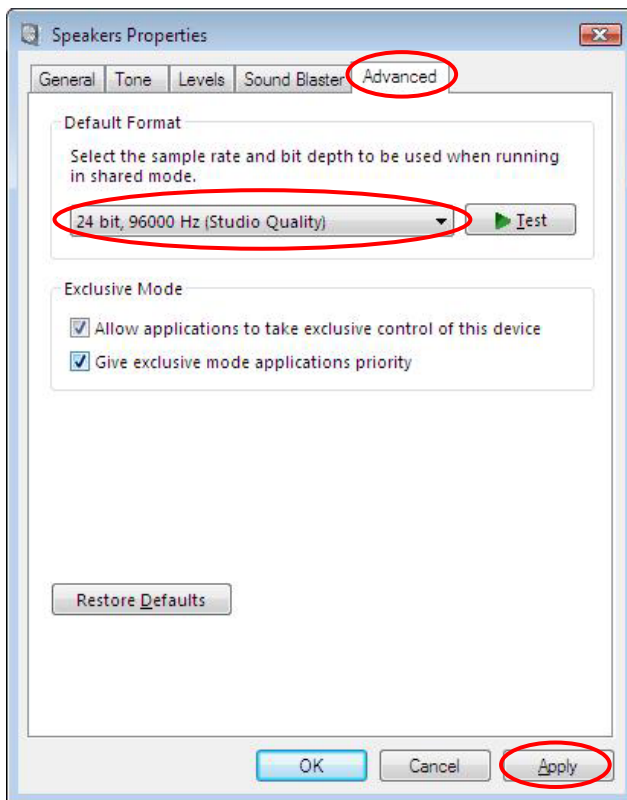 Speakers Properties
General Tone Levels Sound Blaster Advanced
Default Format
Select the sample rate and bit depth to be used when running
in shared mode.
24 bit, 96000 Hz (Studio Quality) Test
Exclusive Mode
Allow applications to take exclusive control of this device
Give exclusive mode applications priority
Restore Defaults
OK Cancel Apply